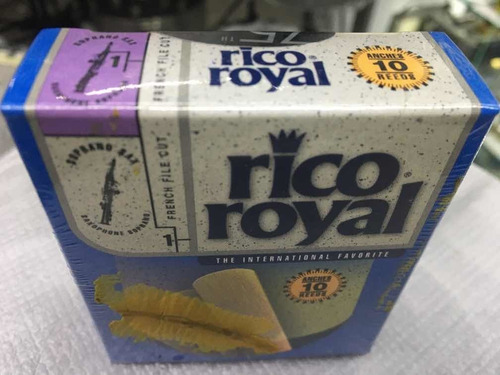 SOPRANO SAX
1
FRENCH FILE CUT
rico
royal
ANCHES
10
REEDS
SOPRANO SAX
SAXOPHONE SOPRANO
FRENCH FILE CUT
1
rico
royal®
THE INTERNATIONAL FAVORITE
ANCHES
10
REEDS